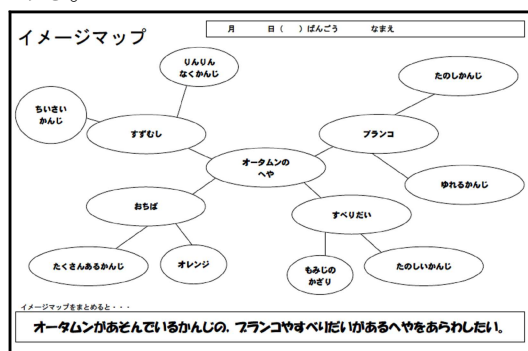 イメージマップ
月 日( )ばんごう なまえ
りんりん
なくかんじ
たのしかんじ
ちいさい
かんじ
すずむし
ブランコ
オータムンの
へや
ゆれるかんじ
おちば
すべりだい
たくさんあるかんじ
オレンジ
もみじの
かざり
たのしいかんじ
イメージマップをまとめると・・・
オータムンがあそんでいるかんじの，ブランコやすべりだいがあるへやをあらわしたい。